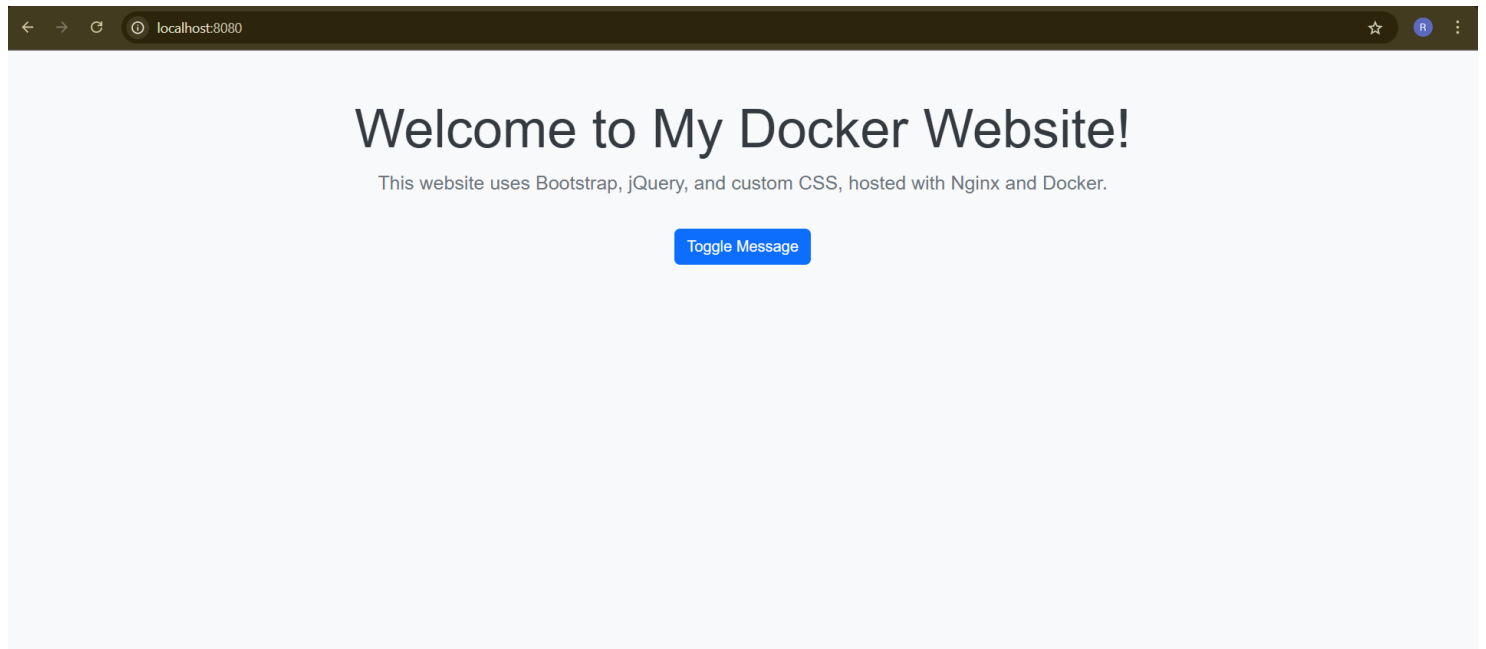 localhost:8080
R
Welcome to My Docker Website!
This website uses Bootstrap, jQuery, and custom CSS, hosted with Nginx and Docker.
Toggle Message